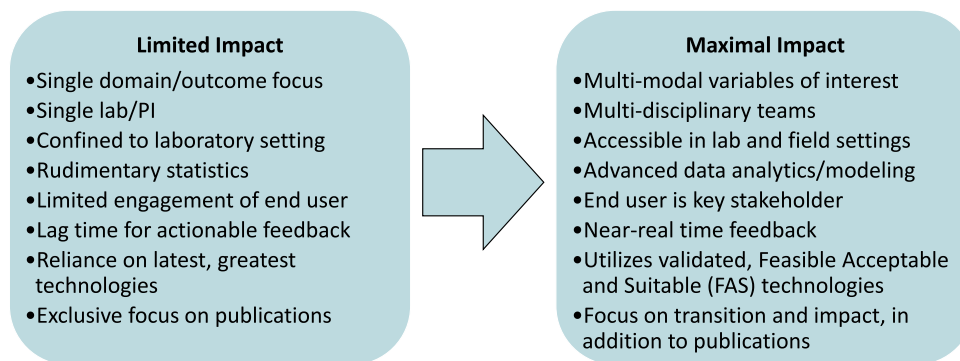 Limited Impact
•Single domain/outcome focus
•Single lab/PI
•Confined to laboratory setting
•Rudimentary statistics
•Limited engagement of end user
•Lag time for actionable feedback
•Reliance on latest, greatest
technologies
•Exclusive focus on publications
Maximal Impact
•Multi-modal variables of interest
•Multi-disciplinary teams
•Accessible in lab and field settings
•Advanced data analytics/modeling
•End user is key stakeholder
•Near-real time feedback
•Utilizes validated, Feasible Acceptable
and Suitable (FAS) technologies
•Focus on transition and impact, in
addition to publications